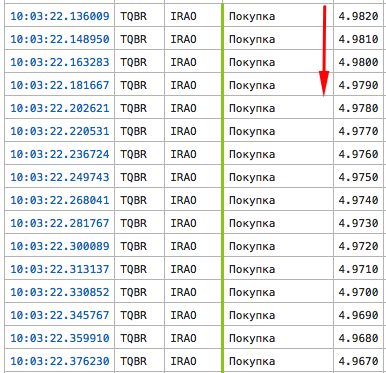 10:03:22.136009 TQBR IRAO Покупка 4.9820
10:03:22.148950 TQBR IRAO Покупка 4.9810
10:03:22.163283 TQBR IRAO Покупка 4.9800
10:03:22.181667 TQBR IRAO Покупка 4.9790
10:03:22.202621 TQBR IRAO Покупка 4.9780
10:03:22.220531 TQBR IRAO Покупка 4.9770
10:03:22.236724 TQBR IRAO Покупка 4.9760
10:03:22.249743 TQBR IRAO Покупка 4.9750
10:03:22.268041 TQBR IRAO Покупка 4.9740
10:03:22.281767 TQBR IRAO Покупка 4.9730
10:03:22.300089 TQBR IRAO Покупка 4.9720
10:03:22.313137 TQBR IRAO Покупка 4.9710
10:03:22.330852 TQBR IRAO Покупка 4.9700
10:03:22.345767 TQBR IRAO Покупка 4.9690
10:03:22.359910 TQBR IRAO Покупка 4.9680
10:03:22.376230 TQBR IRAO Покупка 4.9670